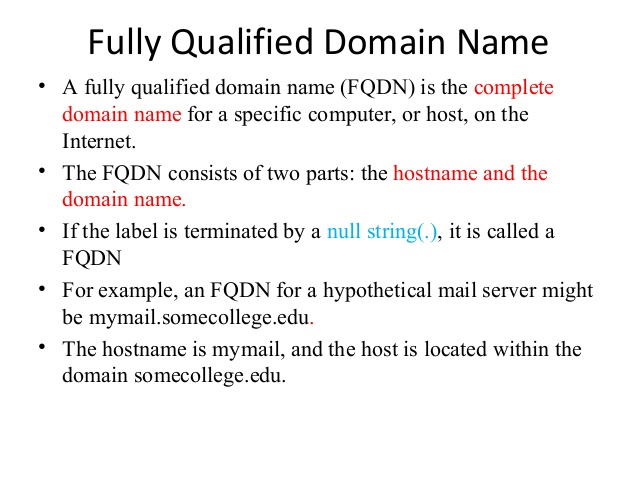 Fully Qualified Domain Name
• A fully qualified domain name (FQDN) is the complete
domain name for a specific computer, or host, on the
Internet.
• The FQDN consists of two parts: the hostname and the
domain name.
• If the label is terminated by a null string(.), it is called a
FQDN
• For example, an FQDN for a hypothetical mail server might
be mymail.somecollege.edu.
• The hostname is mymail, and the host is located within the
domain somecollege.edu.